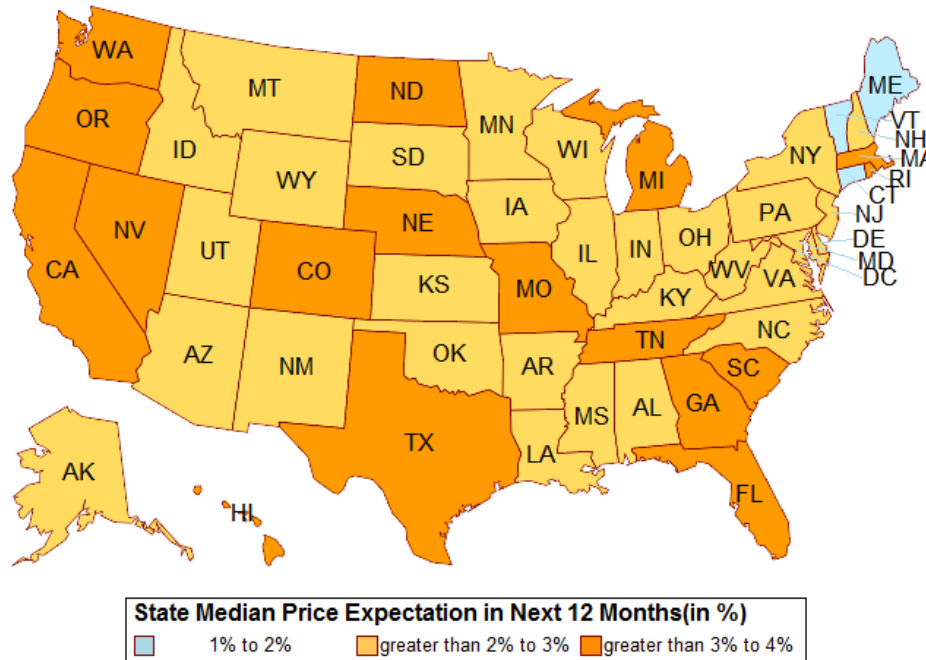 WA
MT
ND
MN
ME
VT
NH
MA
RI
CT
OR
ID
SD
WI
NY
MI
WY
IA
PA
NJ
NE
DE
MD
DC
NV
UT
CO
IL
IN
OH
WV
VA
CA
KS
MO
KY
NC
TN
AZ
NM
OK
AR
SC
MS
AL
GA
TX
LA
AK
FL
HI
State Median Price Expectation in Next 12 Months(in %)
1% to 2% greater than 2% to 3% greater than 3% to 4%